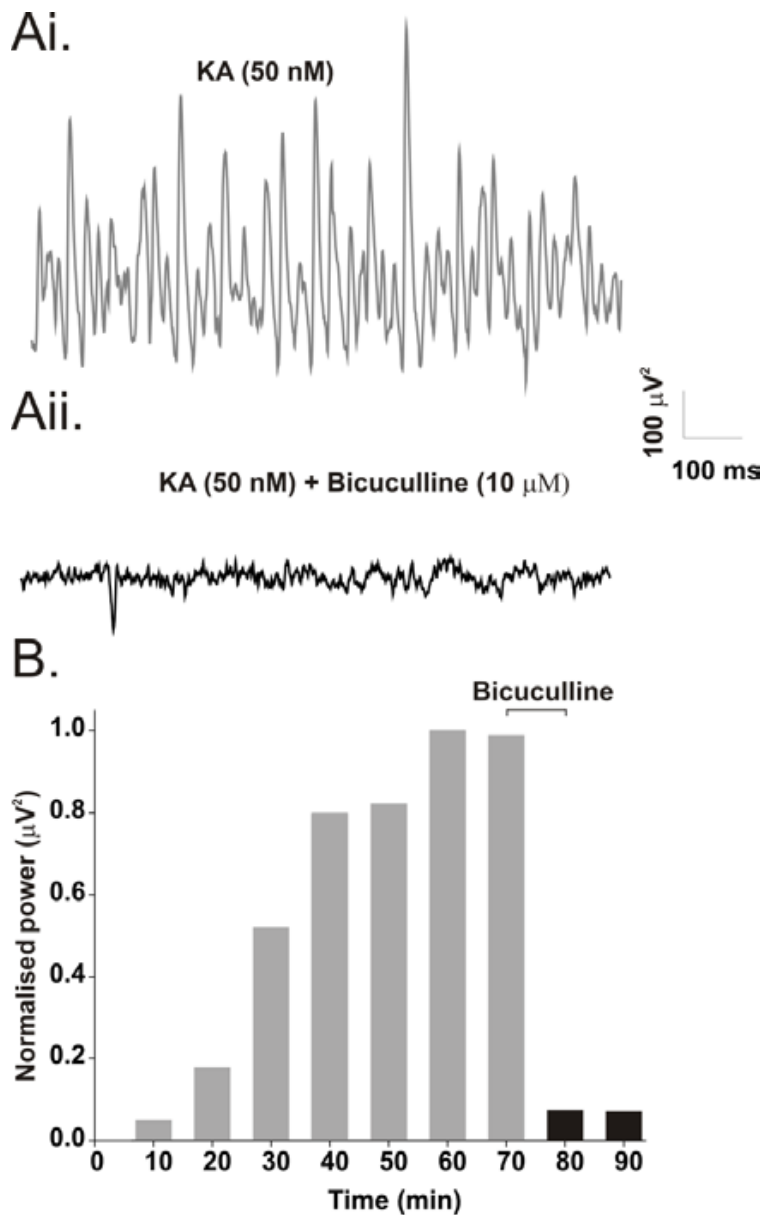 Ai.
KA (50 nM)
100 μV²
100 ms
Aii.
KA (50 nM) + Bicuculline (10 μM)
B.
Bicuculline
Normalised power (μV²)
1.0
0.8
0.6
0.4
0.2
0.0
0 10 20 30 40 50 60 70 80 90
Time (min)